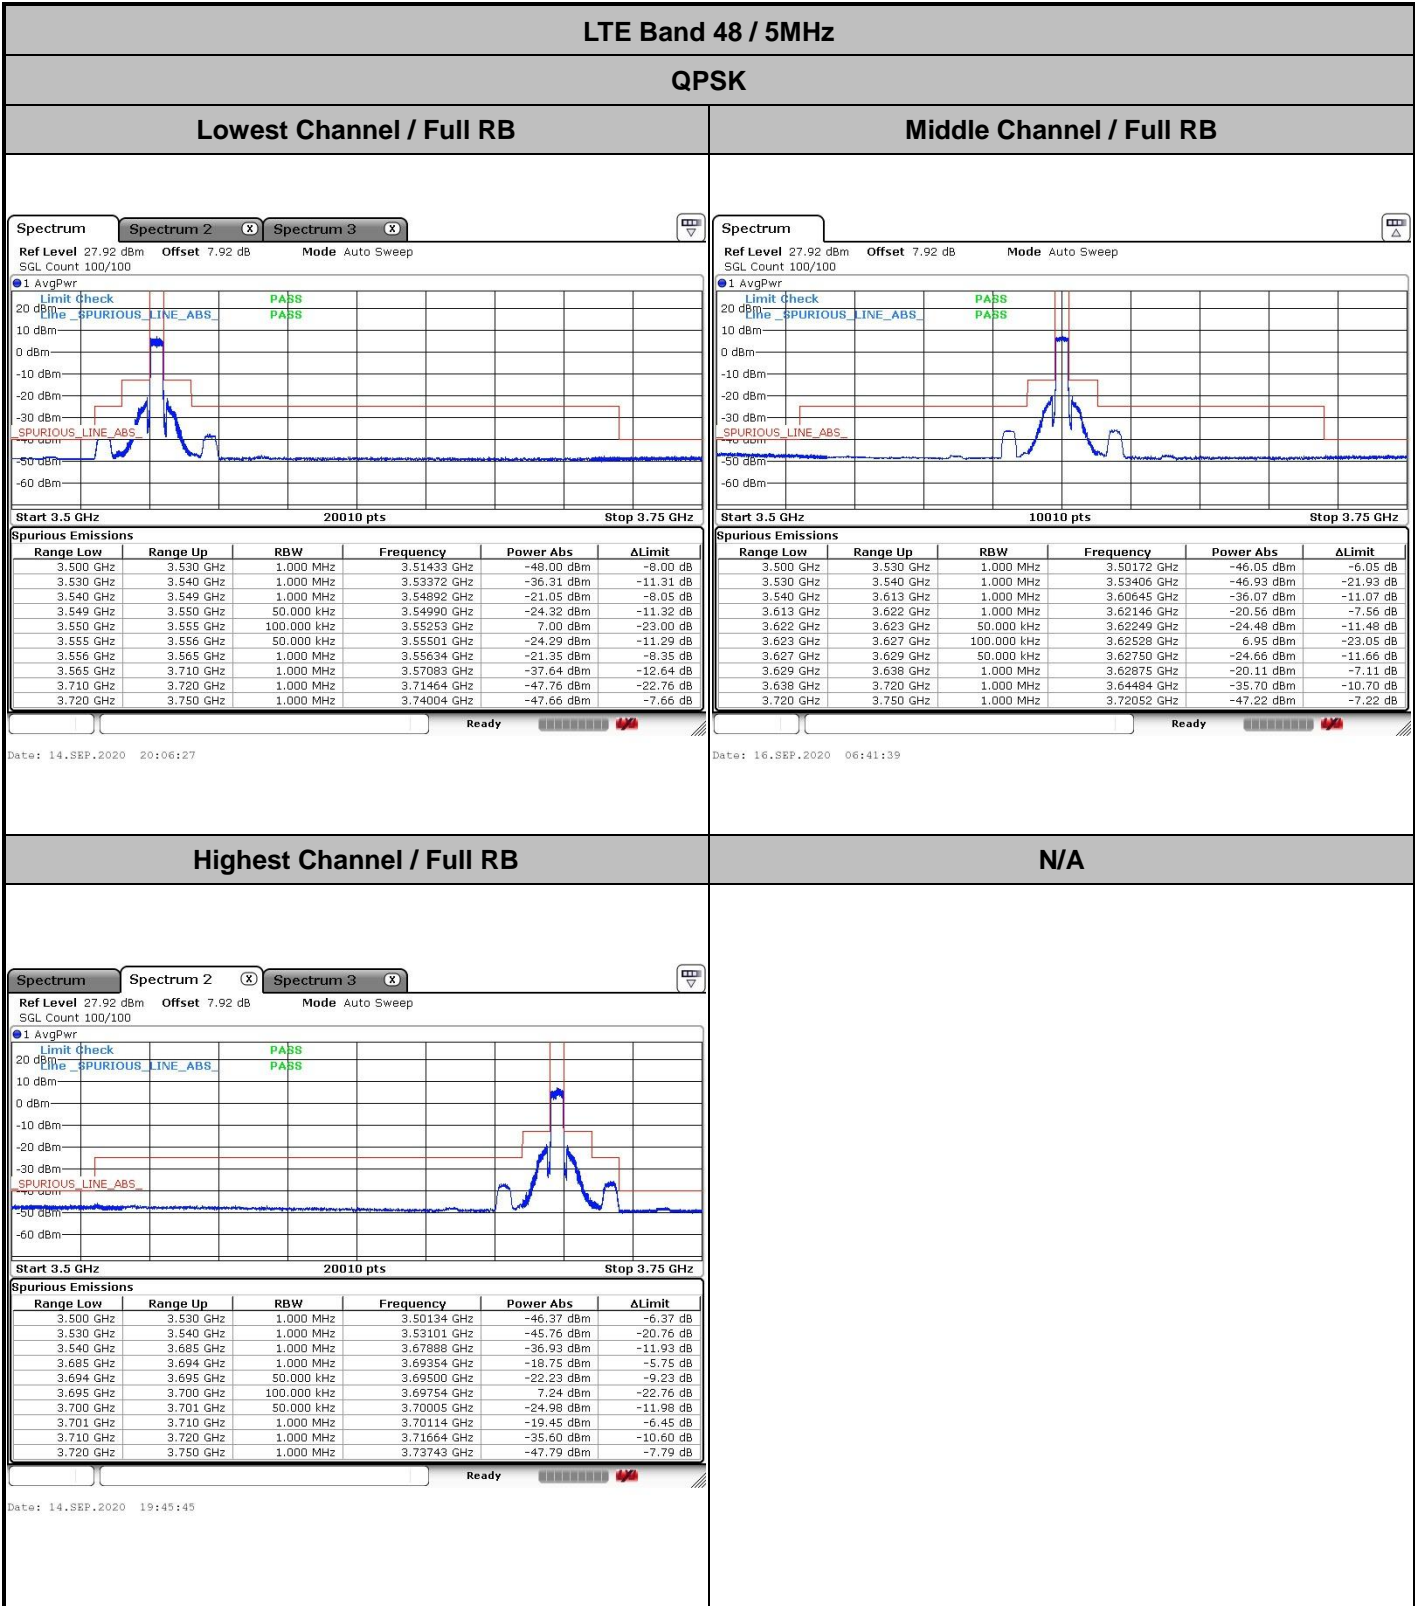 LTE Band 48 / 5MHz
QPSK
Lowest Channel / Full RB
Middle Channel / Full RB
Spectrum Spectrum 2 X Spectrum 3 X
Ref Level 27.92 dBm Offset 7.92 dB Mode Auto Sweep
SGL Count 100/100
1 AvgPwr
Limit Check PASS
20 dBm
Line _SPURIOUS_LINE_ABS_ PASS
10 dBm
0 dBm
-10 dBm
-20 dBm
-30 dBm
_SPURIOUS_LINE_ABS_
-40 dBm
-50 dBm
-60 dBm
Start 3.5 GHz 20010 pts Stop 3.75 GHz
Spurious Emissions
Range Low Range Up RBW Frequency Power Abs ΔLimit
3.500 GHz 3.530 GHz 1.000 MHz 3.51433 GHz -48.00 dBm -8.00 dB
3.530 GHz 3.540 GHz 1.000 MHz 3.53372 GHz -36.31 dBm -11.31 dB
3.540 GHz 3.549 GHz 1.000 MHz 3.54892 GHz -21.05 dBm -8.05 dB
3.549 GHz 3.550 GHz 50.000 kHz 3.54990 GHz -24.32 dBm -11.32 dB
3.550 GHz 3.555 GHz 100.000 kHz 3.55253 GHz 7.00 dBm -23.00 dB
3.555 GHz 3.556 GHz 50.000 kHz 3.55501 GHz -24.29 dBm -11.29 dB
3.556 GHz 3.565 GHz 1.000 MHz 3.55634 GHz -21.35 dBm -8.35 dB
3.565 GHz 3.710 GHz 1.000 MHz 3.57083 GHz -37.64 dBm -12.64 dB
3.710 GHz 3.720 GHz 1.000 MHz 3.71464 GHz -47.76 dBm -22.76 dB
3.720 GHz 3.750 GHz 1.000 MHz 3.74004 GHz -47.66 dBm -7.66 dB
Ready
Date: 14.SEP.2020 20:06:27
Spectrum
Ref Level 27.92 dBm Offset 7.92 dB Mode Auto Sweep
SGL Count 100/100
1 AvgPwr
Limit Check PASS
20 dBm
Line _SPURIOUS_LINE_ABS_ PASS
10 dBm
0 dBm
-10 dBm
-20 dBm
-30 dBm
_SPURIOUS_LINE_ABS_
-40 dBm
-50 dBm
-60 dBm
Start 3.5 GHz 10010 pts Stop 3.75 GHz
Spurious Emissions
Range Low Range Up RBW Frequency Power Abs ΔLimit
3.500 GHz 3.530 GHz 1.000 MHz 3.50172 GHz -46.05 dBm -6.05 dB
3.530 GHz 3.540 GHz 1.000 MHz 3.53406 GHz -46.93 dBm -21.93 dB
3.540 GHz 3.613 GHz 1.000 MHz 3.60645 GHz -36.07 dBm -11.07 dB
3.613 GHz 3.622 GHz 1.000 MHz 3.62146 GHz -20.56 dBm -7.56 dB
3.622 GHz 3.623 GHz 50.000 kHz 3.62249 GHz -24.48 dBm -11.48 dB
3.623 GHz 3.627 GHz 100.000 kHz 3.62528 GHz 6.95 dBm -23.05 dB
3.627 GHz 3.629 GHz 50.000 kHz 3.62750 GHz -24.66 dBm -11.66 dB
3.629 GHz 3.638 GHz 1.000 MHz 3.62875 GHz -20.11 dBm -7.11 dB
3.638 GHz 3.720 GHz 1.000 MHz 3.64484 GHz -35.70 dBm -10.70 dB
3.720 GHz 3.750 GHz 1.000 MHz 3.72052 GHz -47.22 dBm -7.22 dB
Ready
Date: 16.SEP.2020 06:41:39
Highest Channel / Full RB
N/A
Spectrum Spectrum 2 X Spectrum 3 X
Ref Level 27.92 dBm Offset 7.92 dB Mode Auto Sweep
SGL Count 100/100
1 AvgPwr
Limit Check PASS
20 dBm
Line _SPURIOUS_LINE_ABS_ PASS
10 dBm
0 dBm
-10 dBm
-20 dBm
-30 dBm
_SPURIOUS_LINE_ABS_
-40 dBm
-50 dBm
-60 dBm
Start 3.5 GHz 20010 pts Stop 3.75 GHz
Spurious Emissions
Range Low Range Up RBW Frequency Power Abs ΔLimit
3.500 GHz 3.530 GHz 1.000 MHz 3.50134 GHz -46.37 dBm -6.37 dB
3.530 GHz 3.540 GHz 1.000 MHz 3.53101 GHz -45.76 dBm -20.76 dB
3.540 GHz 3.685 GHz 1.000 MHz 3.67888 GHz -36.93 dBm -11.93 dB
3.685 GHz 3.694 GHz 1.000 MHz 3.69354 GHz -18.75 dBm -5.75 dB
3.694 GHz 3.695 GHz 50.000 kHz 3.69500 GHz -22.23 dBm -9.23 dB
3.695 GHz 3.700 GHz 100.000 kHz 3.69754 GHz 7.24 dBm -22.76 dB
3.700 GHz 3.701 GHz 50.000 kHz 3.70005 GHz -24.98 dBm -11.98 dB
3.701 GHz 3.710 GHz 1.000 MHz 3.70114 GHz -19.45 dBm -6.45 dB
3.710 GHz 3.720 GHz 1.000 MHz 3.71664 GHz -35.60 dBm -10.60 dB
3.720 GHz 3.750 GHz 1.000 MHz 3.73743 GHz -47.79 dBm -7.79 dB
Ready
Date: 14.SEP.2020 19:45:45